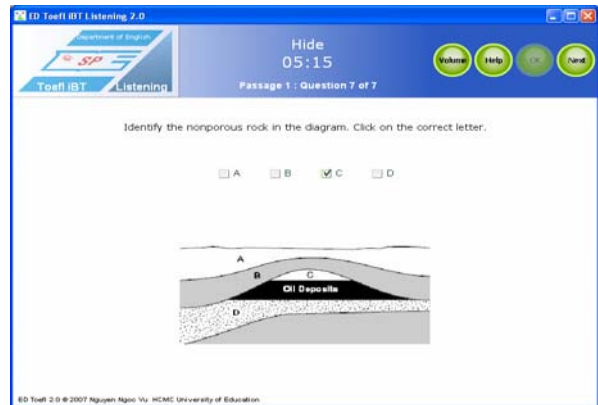 ED Toefl iBT Listening 2.0
Department of English
SP
Toefl iBT Listening
Hide
05:15
Passage 1 : Question 7 of 7
Volume Help OK Next
Identify the nonporous rock in the diagram. Click on the correct letter.
A B C D
A
B C
Oil Deposits
D
ED Toefl 2.0 © 2007 Nguyen Ngoc Vu HCMC University of Education